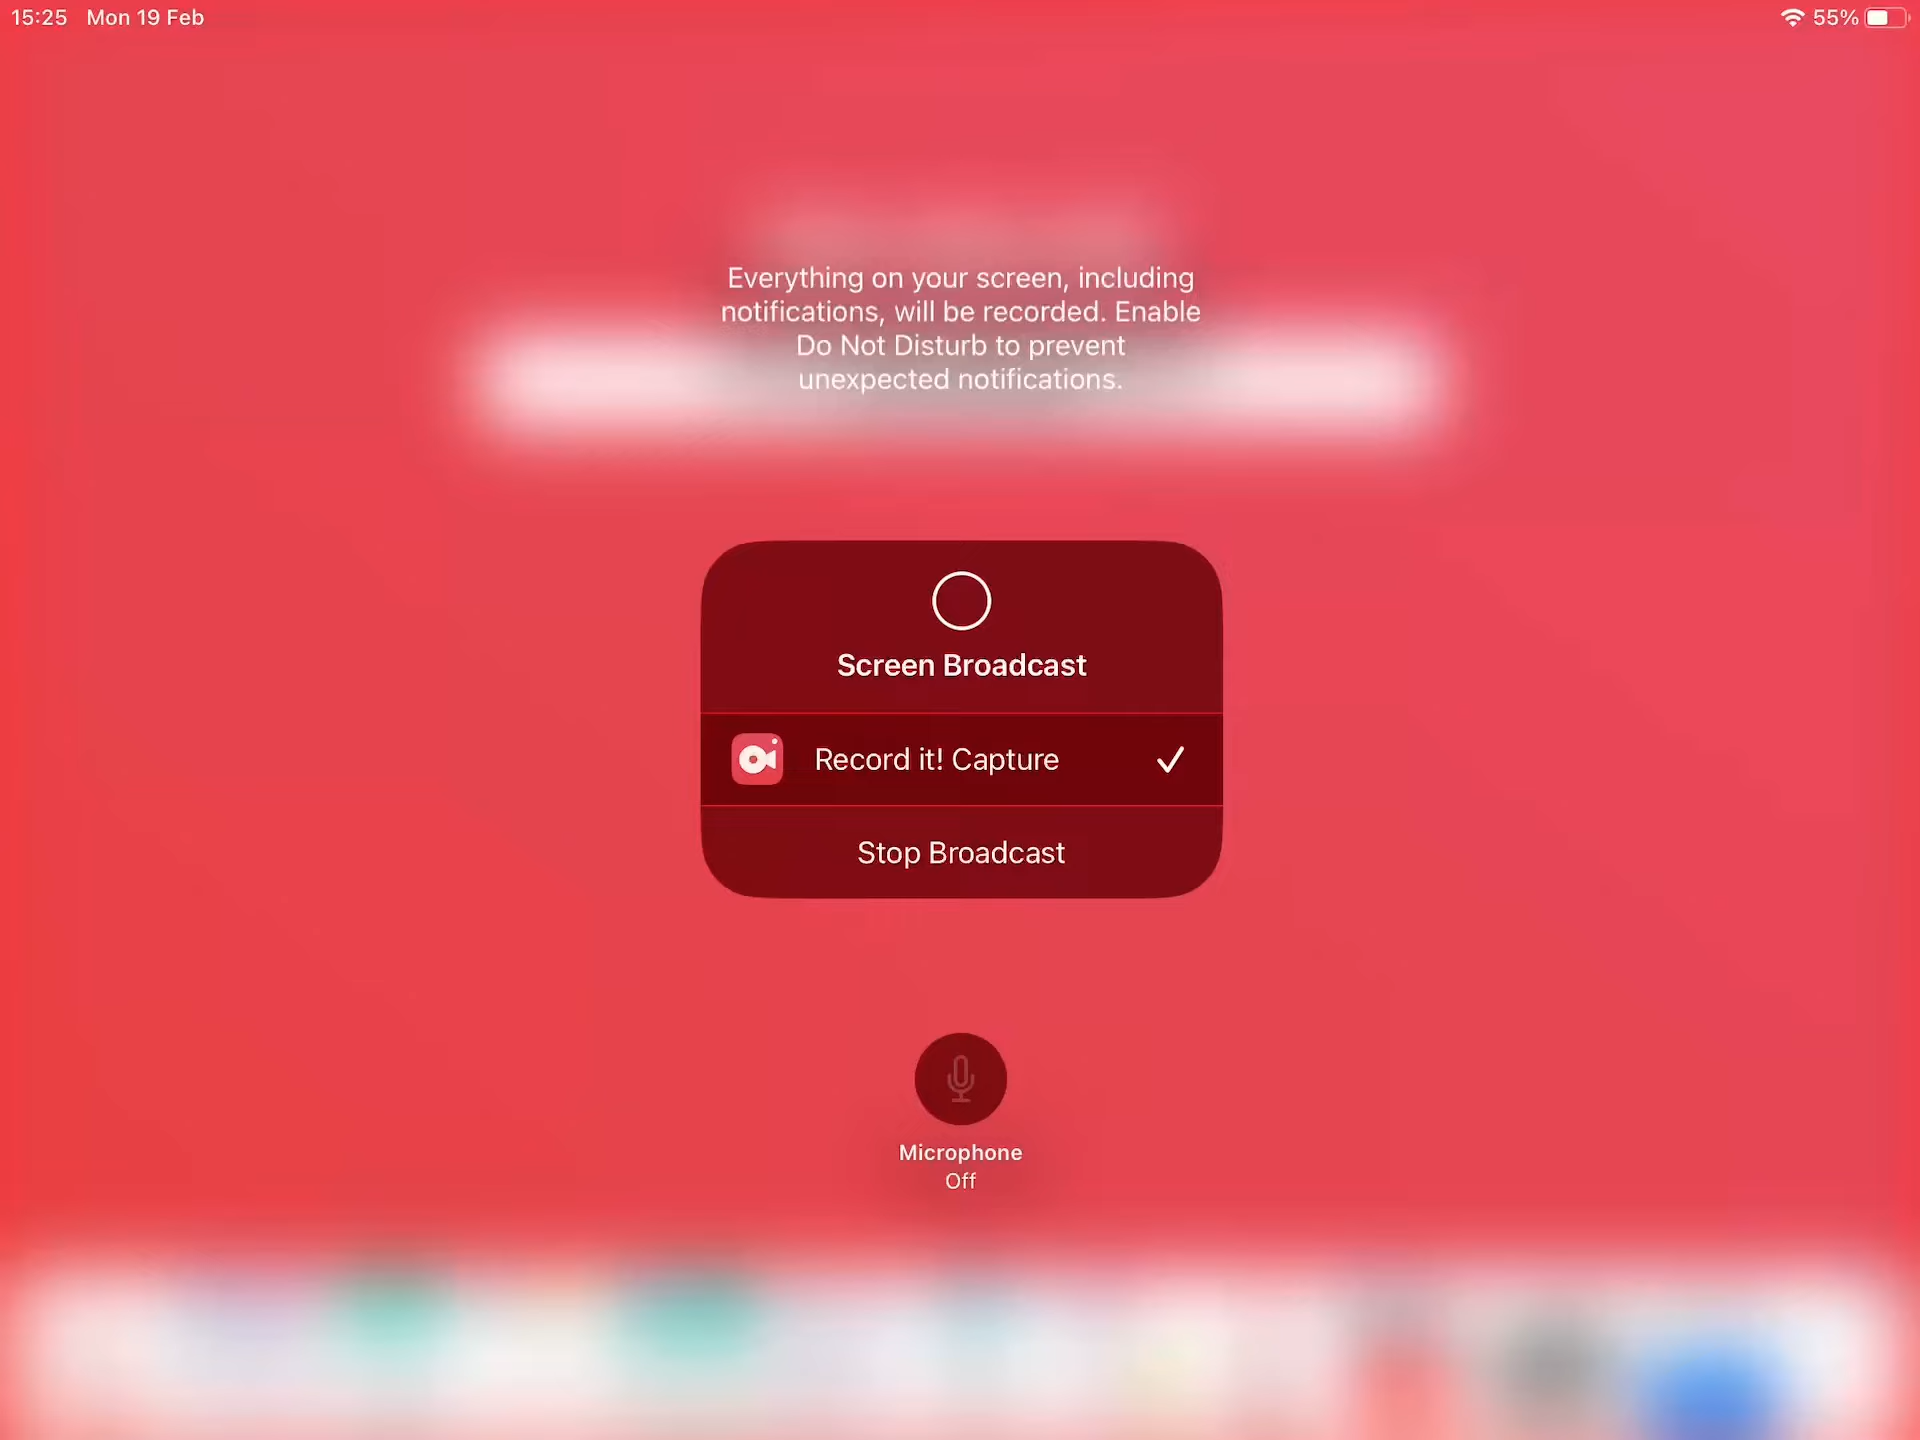 15:25 Mon 19 Feb
55%
Everything on your screen, including
notifications, will be recorded. Enable
Do Not Disturb to prevent
unexpected notifications.
Screen Broadcast
Record it! Capture
Stop Broadcast
Microphone
Off